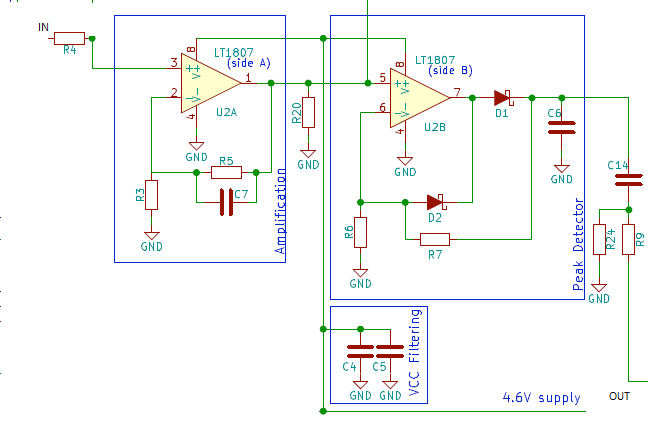 IN
R4
3
2
8
4
1
++
V
-
V-
LT1807
(side A)
U2A
GND
R5
C7
R3
GND
Amplification
R20
GND
5
6
8
4
7
++
V
-
V-
LT1807
(side B)
U2B
GND
D1
C6
GND
D2
R7
R6
GND
Peak Detector
C14
R24
R9
GND
C4
C5
GND
GND
VCC Filtering
4.6V supply
OUT